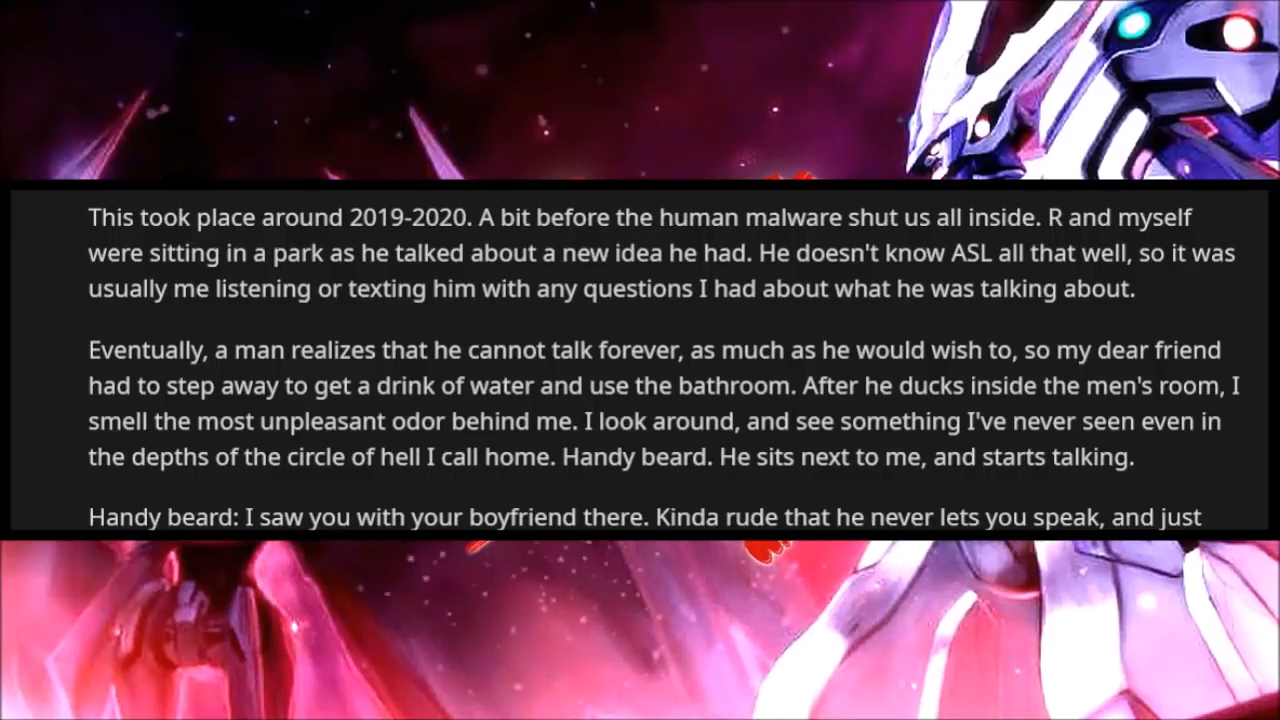 This took place around 2019-2020. A bit before the human malware shut us all inside. R and myself
were sitting in a park as he talked about a new idea he had. He doesn't know ASL all that well, so it was
usually me listening or texting him with any questions I had about what he was talking about.
Eventually, a man realizes that he cannot talk forever, as much as he would wish to, so my dear friend
had to step away to get a drink of water and use the bathroom. After he ducks inside the men's room, I
smell the most unpleasant odor behind me. I look around, and see something I've never seen even in
the depths of the circle of hell I call home. Handy beard. He sits next to me, and starts talking.
Handy beard: I saw you with your boyfriend there. Kinda rude that he never lets you speak, and just